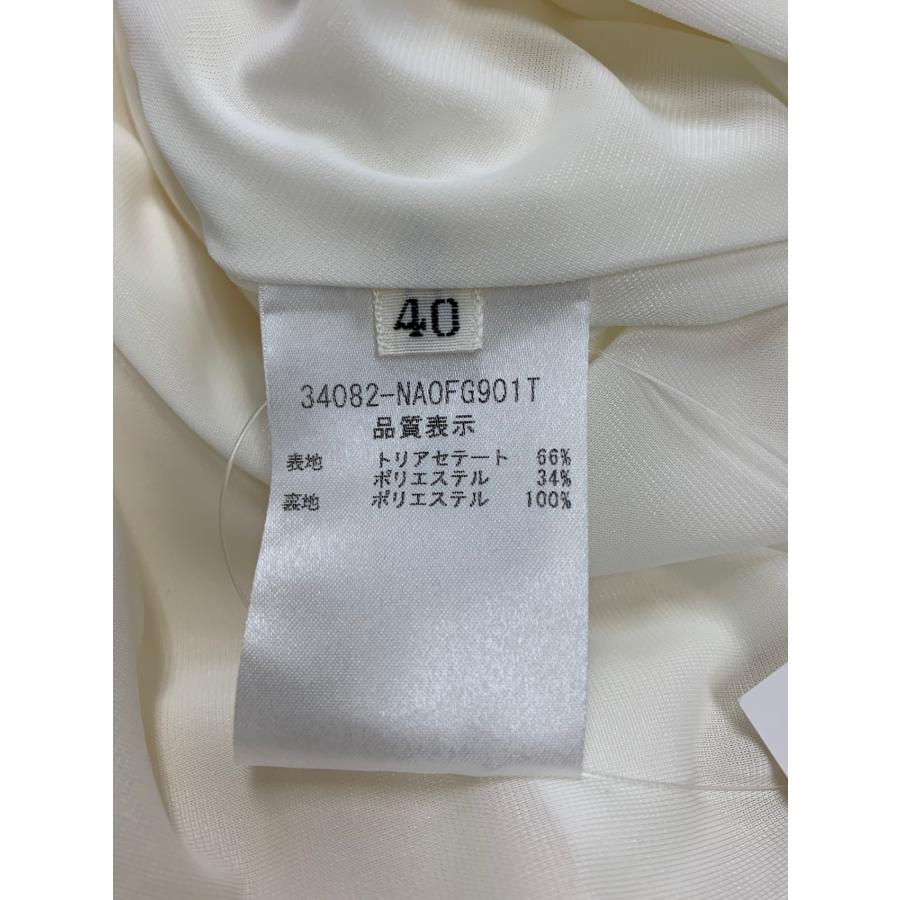 40
34082-NA0FG901T
品質表示
表地 トリアセテート 66%
ポリエステル 34%
裏地 ポリエステル 100%